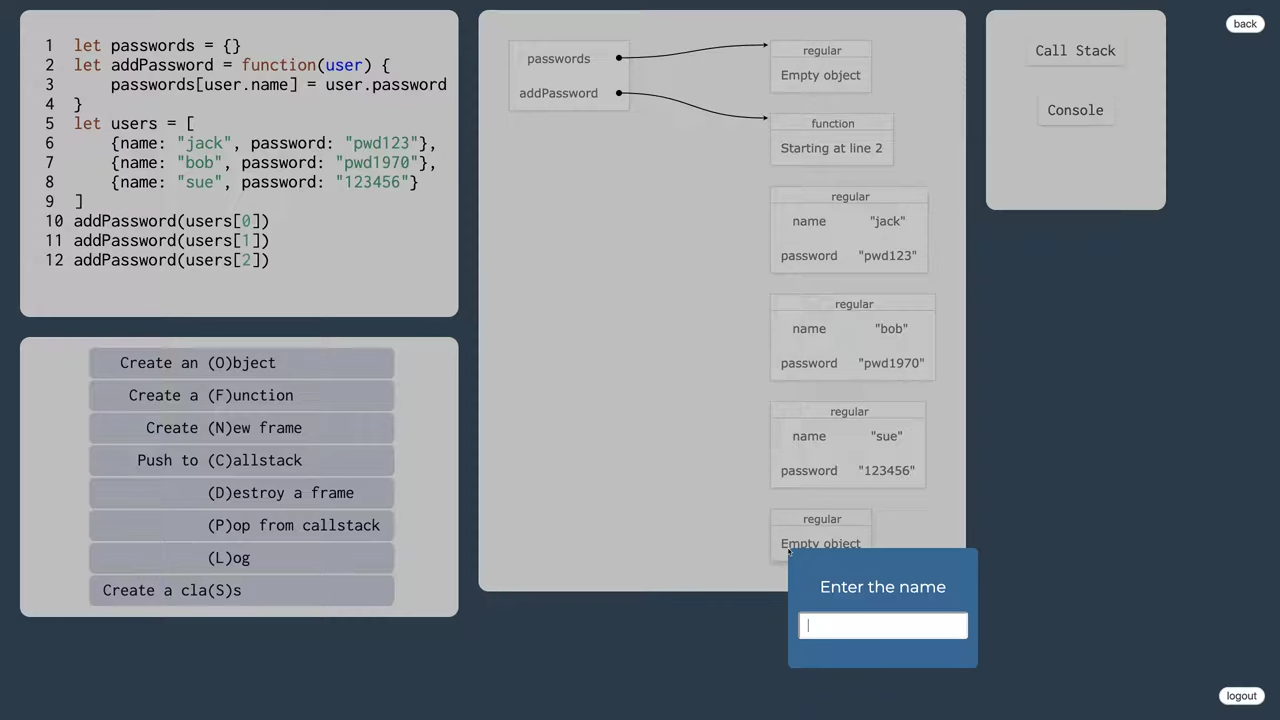 1 let passwords = {}
2 let addPassword = function(user) {
3 passwords[user.name] = user.password
4 }
5 let users = [
6 {name: "jack", password: "pwd123"},
7 {name: "bob", password: "pwd1970"},
8 {name: "sue", password: "123456"}
9 ]
10 addPassword(users[0])
11 addPassword(users[1])
12 addPassword(users[2])
Create an (O)bject
Create a (F)unction
Create (N)ew frame
Push to (C)allstack
(D)estroy a frame
(P)op from callstack
(L)og
Create a cla(S)s
passwords
addPassword
regular
Empty object
function
Starting at line 2
regular
name "jack"
password "pwd123"
regular
name "bob"
password "pwd1970"
regular
name "sue"
password "123456"
regular
Empty object
Enter the name
Call Stack
Console
back
logout